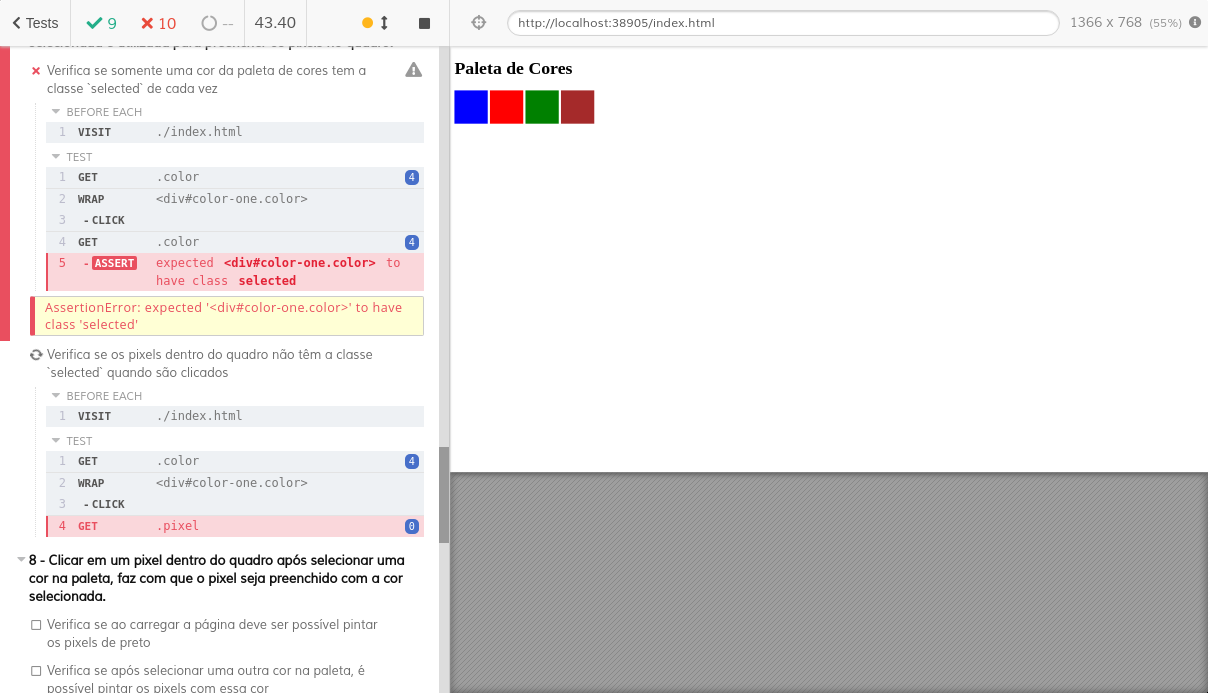 Tests
9
10
--
43.40
http://localhost:38905/index.html
1366 x 768 (55%)
selecionada é utilizada para preencher os pixels no quadro.
Verifica se somente uma cor da paleta de cores tem a
classe `selected` de cada vez
BEFORE EACH
1 VISIT ./index.html
TEST
1 GET .color 4
2 WRAP <div#color-one.color>
3 -CLICK
4 GET .color 4
5 -ASSERT expected <div#color-one.color> to
have class selected
AssertionError: expected '<div#color-one.color>' to have
class 'selected'
Verifica se os pixels dentro do quadro não têm a classe
`selected` quando são clicados
BEFORE EACH
1 VISIT ./index.html
TEST
1 GET .color 4
2 WRAP <div#color-one.color>
3 -CLICK
4 GET .pixel 0
8 - Clicar em um pixel dentro do quadro após selecionar uma
cor na paleta, faz com que o pixel seja preenchido com a cor
selecionada.
Verifica se ao carregar a página deve ser possível pintar
os pixels de preto
Verifica se após selecionar uma outra cor na paleta, é
possível pintar os pixels com essa cor
Paleta de Cores